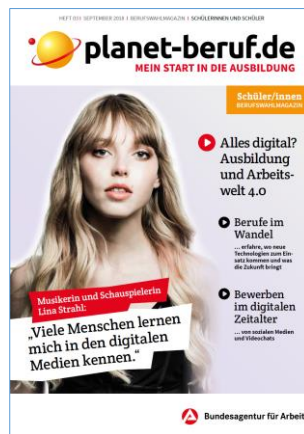 HEFT 03 | SEPTEMBER 2018 | BERUFSWAHLMAGAZIN | SCHÜLERINNEN UND SCHÜLER
planet-beruf.de
MEIN START IN DIE AUSBILDUNG
Schüler/innen
BERUFSWAHLMAGAZIN
Alles digital?
Ausbildung
und Arbeits-
welt 4.0
Berufe im
Wandel
... erfahre, wo neue
Technologien zum Ein-
satz kommen und was
die Zukunft bringt
Bewerben
im digitalen
Zeitalter
... von sozialen Medien
und Videochats
Musikerin und Schauspielerin
Lina Strahl:
„Viele Menschen lernen
mich in den digitalen
Medien kennen.“
Bundesagentur für Arbeit